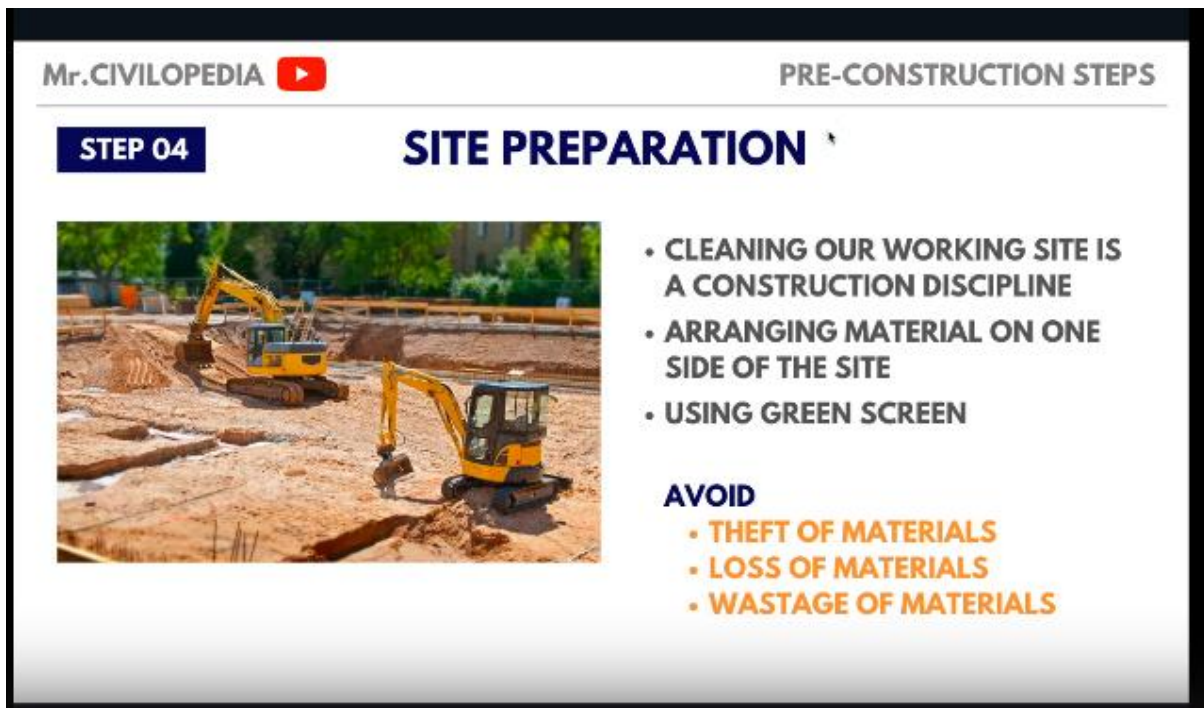 Mr.CIVILOPEDIA
PRE-CONSTRUCTION STEPS
STEP 04
SITE PREPARATION
• CLEANING OUR WORKING SITE IS
A CONSTRUCTION DISCIPLINE
• ARRANGING MATERIAL ON ONE
SIDE OF THE SITE
• USING GREEN SCREEN
AVOID
• THEFT OF MATERIALS
• LOSS OF MATERIALS
• WASTAGE OF MATERIALS